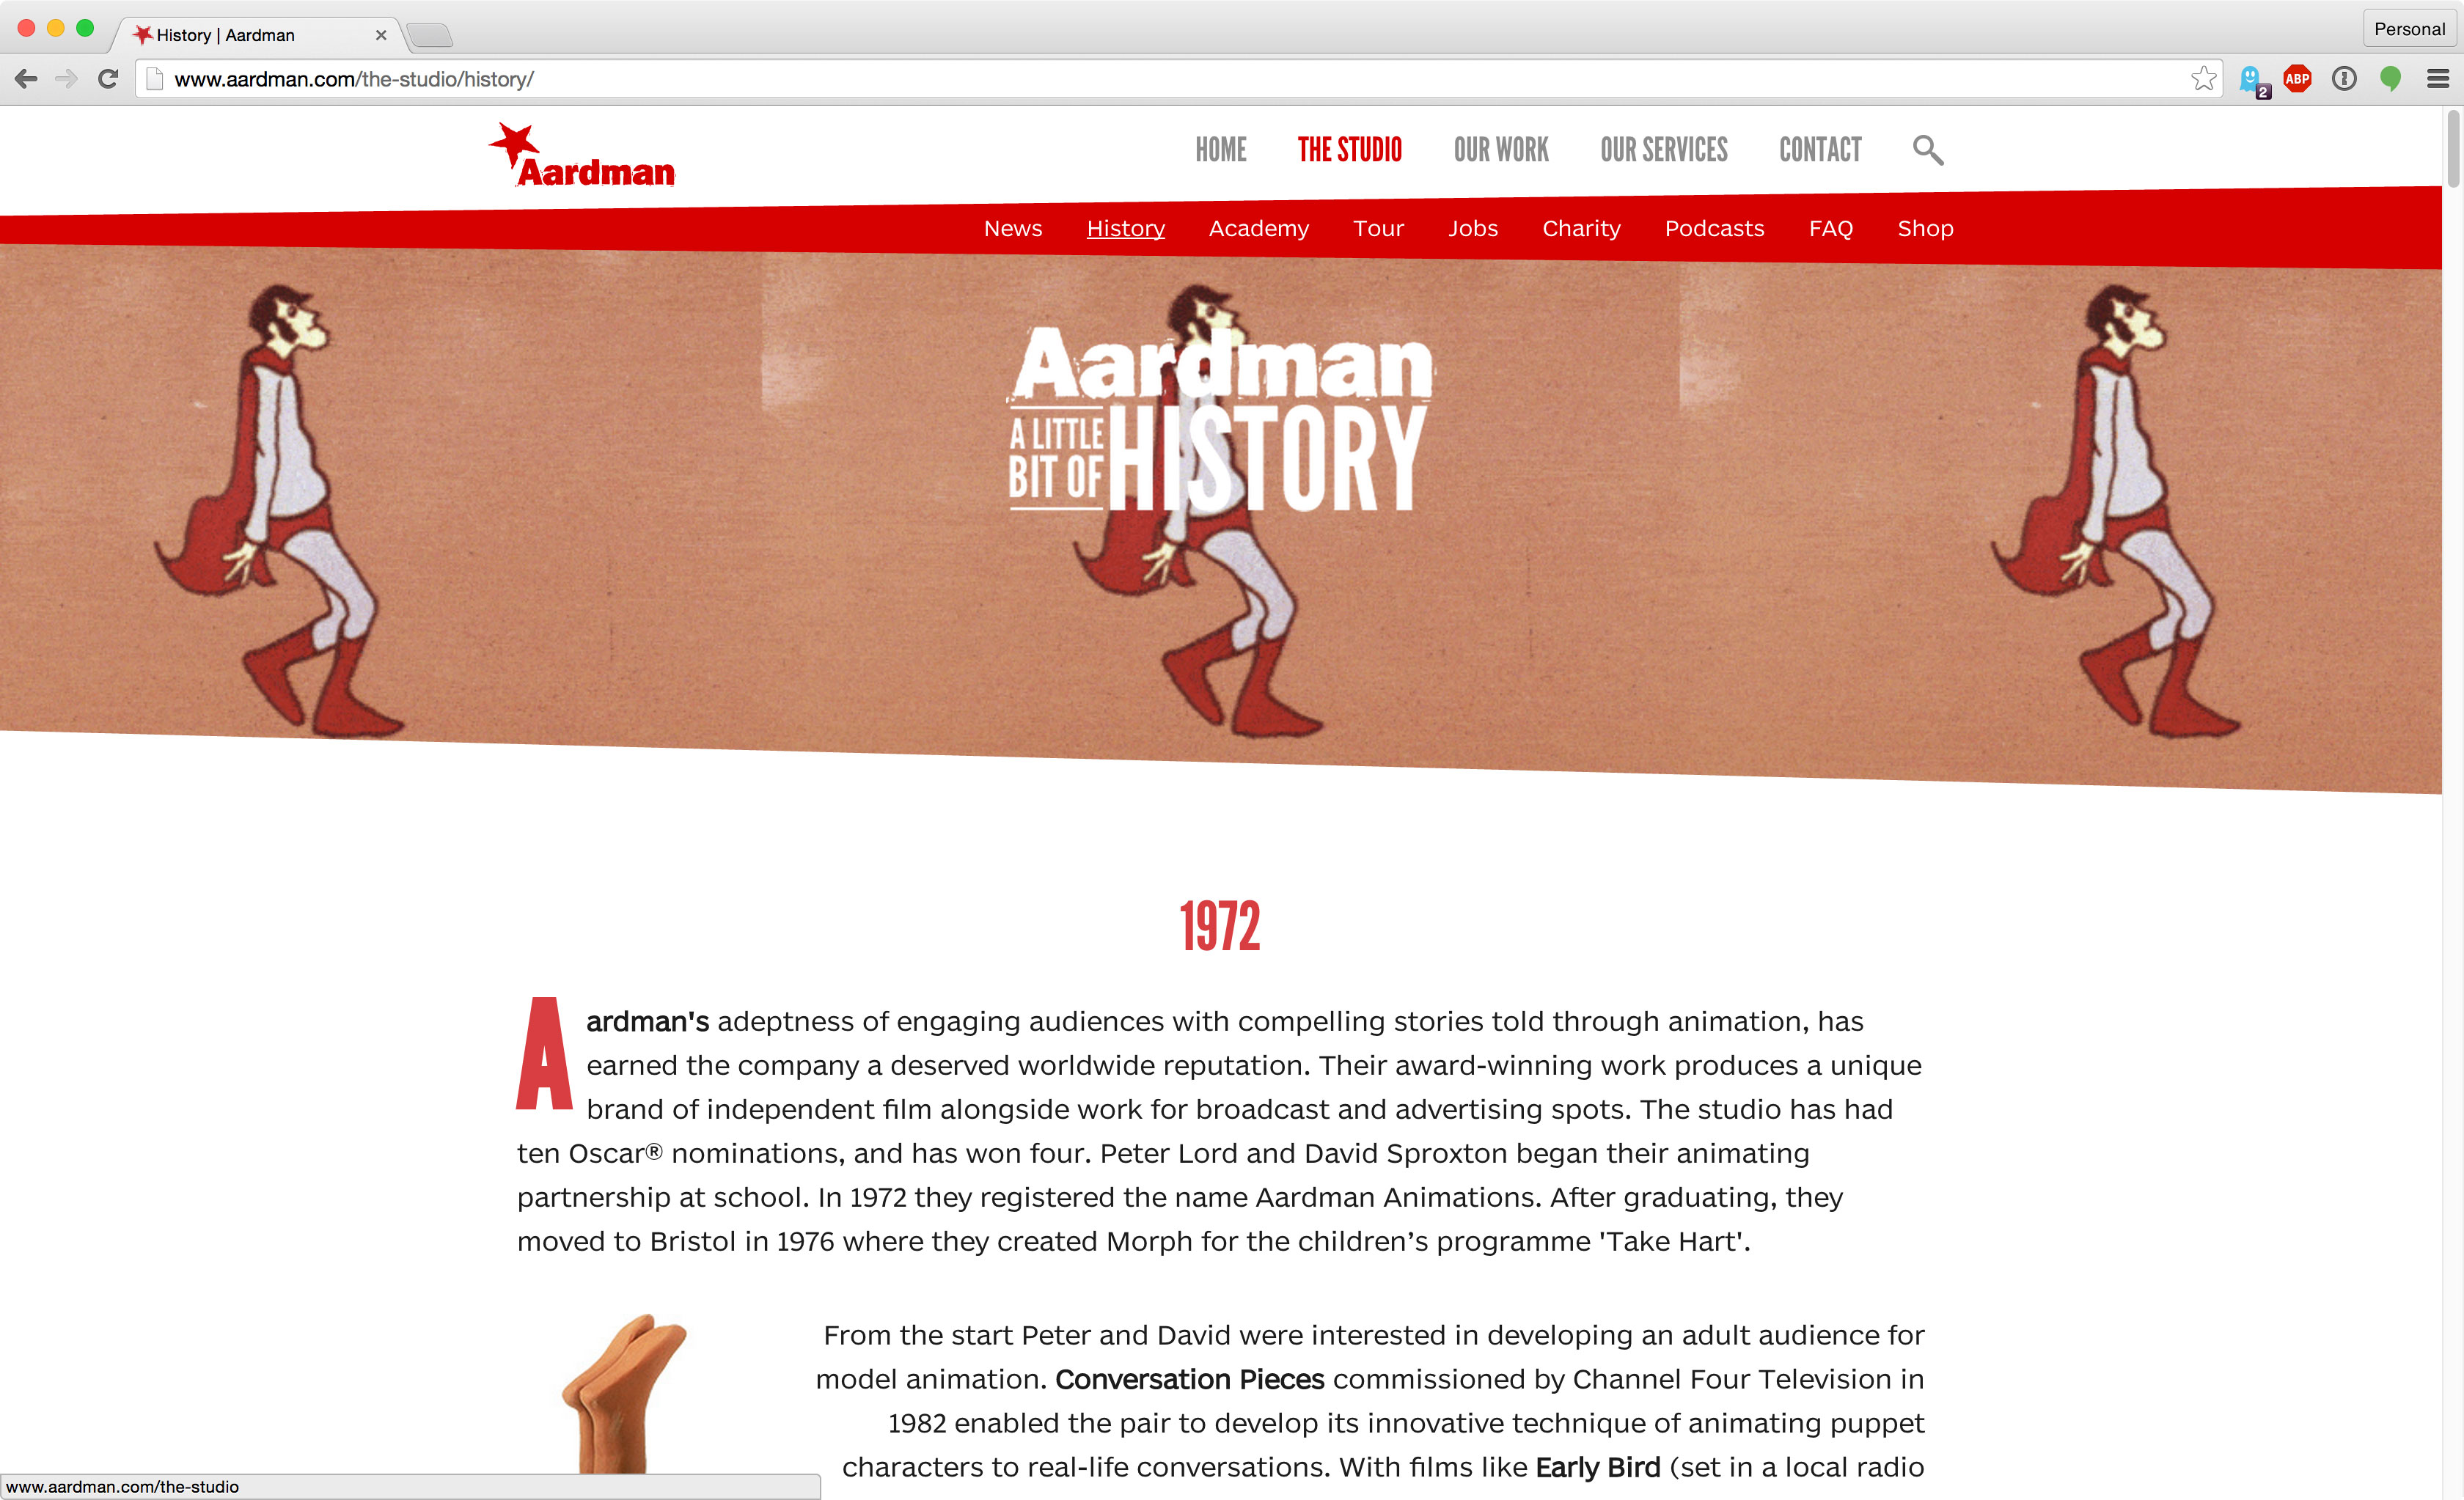 History | Aardman
Personal
www.aardman.com/the-studio/history/
2
ABP
Aardman
HOME THE STUDIO OUR WORK OUR SERVICES CONTACT
News History Academy Tour Jobs Charity Podcasts FAQ Shop
Aardman
A LITTLE
BIT OF
HISTORY
1972
Aardman's adeptness of engaging audiences with compelling stories told through animation, has
earned the company a deserved worldwide reputation. Their award-winning work produces a unique
brand of independent film alongside work for broadcast and advertising spots. The studio has had
ten Oscar® nominations, and has won four. Peter Lord and David Sproxton began their animating
partnership at school. In 1972 they registered the name Aardman Animations. After graduating, they
moved to Bristol in 1976 where they created Morph for the children’s programme 'Take Hart'.
From the start Peter and David were interested in developing an adult audience for
model animation. Conversation Pieces commissioned by Channel Four Television in
1982 enabled the pair to develop its innovative technique of animating puppet
characters to real-life conversations. With films like Early Bird (set in a local radio
www.aardman.com/the-studio